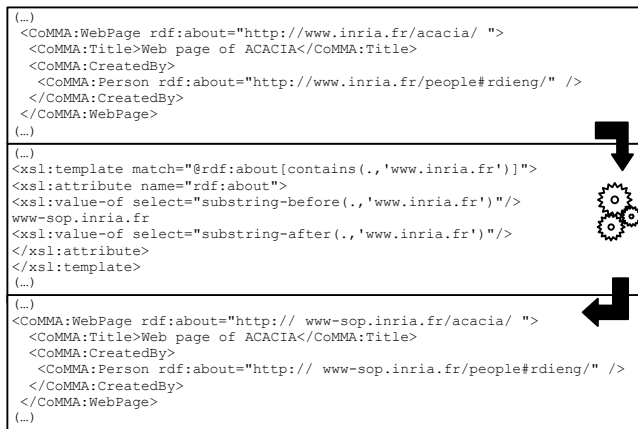 (…)
<CoMMA:WebPage rdf:about="http://www.inria.fr/acacia/ ">
<CoMMA:Title>Web page of ACACIA</CoMMA:Title>
<CoMMA:CreatedBy>
<CoMMA:Person rdf:about="http://www.inria.fr/people#rdieng/" />
</CoMMA:CreatedBy>
</CoMMA:WebPage>
(…)
(…)
<xsl:template match="@rdf:about[contains(.,'www.inria.fr')]">
<xsl:attribute name="rdf:about">
<xsl:value-of select="substring-before(.,'www.inria.fr')"/>
www-sop.inria.fr
<xsl:value-of select="substring-after(.,'www.inria.fr')"/>
</xsl:attribute>
</xsl:template>
(…)
(…)
<CoMMA:WebPage rdf:about="http:// www-sop.inria.fr/acacia/ ">
<CoMMA:Title>Web page of ACACIA</CoMMA:Title>
<CoMMA:CreatedBy>
<CoMMA:Person rdf:about="http:// www-sop.inria.fr/people#rdieng/" />
</CoMMA:CreatedBy>
</CoMMA:WebPage>
(…)